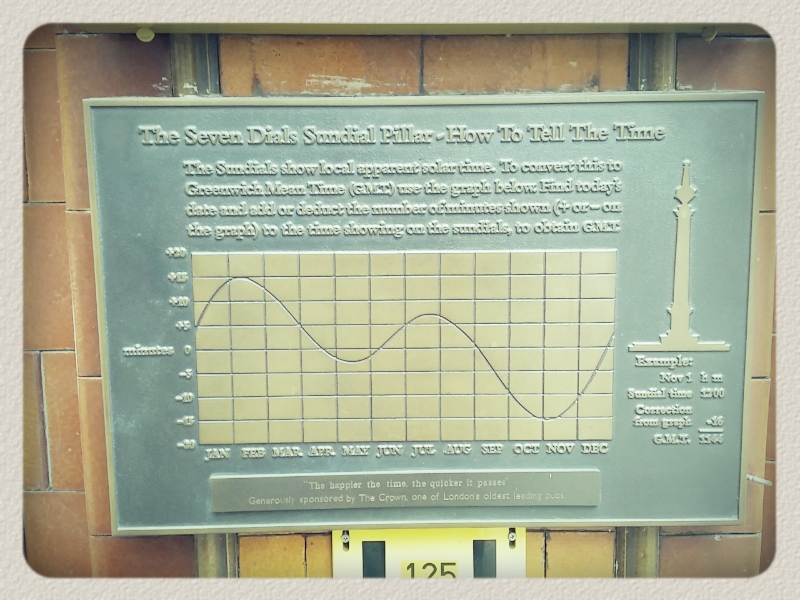 The Seven Dials Sundial Pillar - How To Tell The Time
The Sundials show local apparent solar time. To convert this to
Greenwich Mean Time (G.M.T.) use the graph below. Find today's
date and add or deduct the number of minutes shown (+ or - on
the graph) to the time showing on the sundials, to obtain G.M.T.
+20
+15
+10
+5
minutes 0
-5
-10
-15
-20
JAN FEB MAR. APR. MAY JUN JUL AUG SEP OCT NOV DEC
Example:
Nov 1 h m
Sundial time 1200
Correction
from graph -16
G.M.T. 1144
"The happier the time, the quicker it passes"
Generously sponsored by The Crown, one of London's oldest leading pubs
125